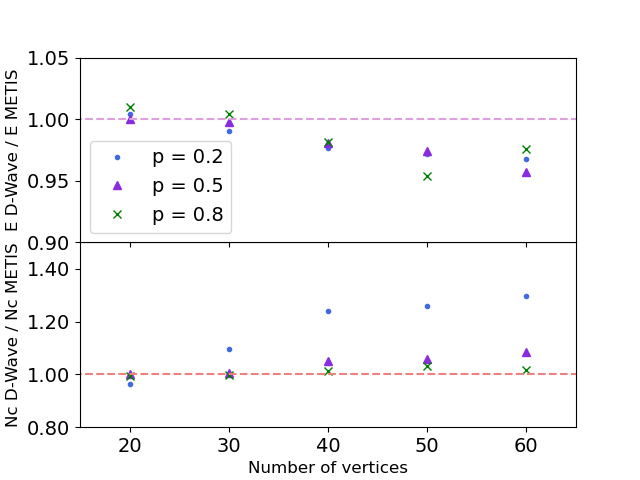 1.05
1.00
0.95
0.90
E D-Wave / E METIS
p = 0.2
p = 0.5
p = 0.8
1.40
1.20
1.00
0.80
Nc D-Wave / Nc METIS
20 30 40 50 60
Number of vertices